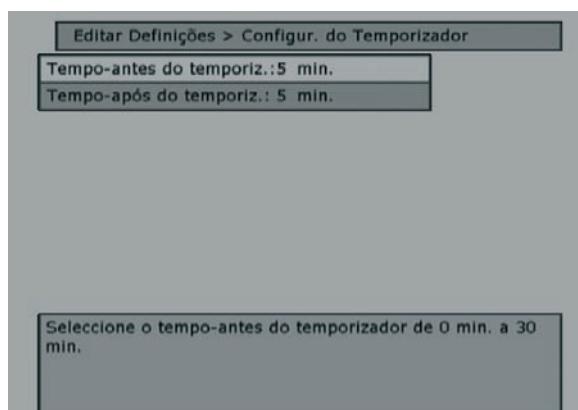 Editar Definições > Configur. do Temporizador
Tempo-antes do temporiz.:5 min.
Tempo-após do temporiz.: 5 min.
Seleccione o tempo-antes do temporizador de 0 min. a 30
min.